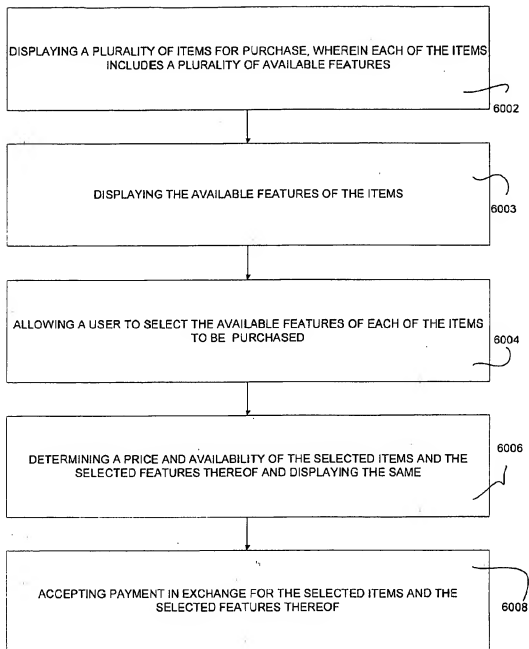 DISPLAYING A PLURALITY OF ITEMS FOR PURCHASE, WHEREIN EACH OF THE ITEMS
INCLUDES A PLURALITY OF AVAILABLE FEATURES
6002
DISPLAYING THE AVAILABLE FEATURES OF THE ITEMS
6003
ALLOWING A USER TO SELECT THE AVAILABLE FEATURES OF EACH OF THE ITEMS
TO BE PURCHASED
6004
DETERMINING A PRICE AND AVAILABILITY OF THE SELECTED ITEMS AND THE
SELECTED FEATURES THEREOF AND DISPLAYING THE SAME
6006
ACCEPTING PAYMENT IN EXCHANGE FOR THE SELECTED ITEMS AND THE
SELECTED FEATURES THEREOF
6008